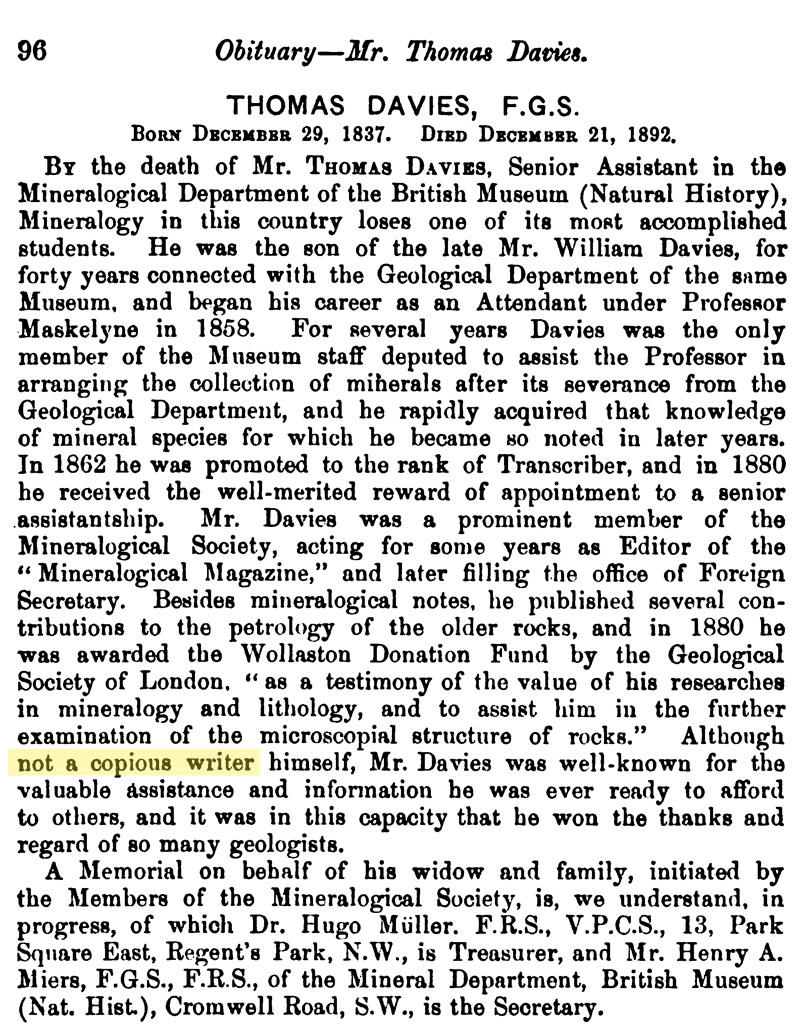 96 Obituary—Mr. Thomas Davies.
THOMAS DAVIES, F.G.S.
Born December 29, 1837. Died December 21, 1892.
By the death of Mr. Thomas Davies, Senior Assistant in the
Mineralogical Department of the British Museum (Natural History),
Mineralogy in this country loses one of its most accomplished
students. He was the son of the late Mr. William Davies, for
forty years connected with the Geological Department of the same
Museum, and began his career as an Attendant under Professor
Maskelyne in 1858. For several years Davies was the only
member of the Museum staff deputed to assist the Professor in
arranging the collection of minerals after its severance from the
Geological Department, and he rapidly acquired that knowledge
of mineral species for which he became so noted in later years.
In 1862 he was promoted to the rank of Transcriber, and in 1880
he received the well-merited reward of appointment to a senior
assistantship. Mr. Davies was a prominent member of the
Mineralogical Society, acting for some years as Editor of the
“Mineralogical Magazine,” and later filling the office of Foreign
Secretary. Besides mineralogical notes, he published several con-
tributions to the petrology of the older rocks, and in 1880 he
was awarded the Wollaston Donation Fund by the Geological
Society of London, “as a testimony of the value of his researches
in mineralogy and lithology, and to assist him in the further
examination of the microscopial structure of rocks.” Although
not a copious writer himself, Mr. Davies was well-known for the
valuable assistance and information he was ever ready to afford
to others, and it was in this capacity that he won the thanks and
regard of so many geologists.
A Memorial on behalf of his widow and family, initiated by
the Members of the Mineralogical Society, is, we understand, in
progress, of which Dr. Hugo Müller. F.R.S., V.P.C.S., 13, Park
Square East, Regent's Park, N.W., is Treasurer, and Mr. Henry A.
Miers, F.G.S., F.R.S., of the Mineral Department, British Museum
(Nat. Hist.), Cromwell Road, S.W., is the Secretary.